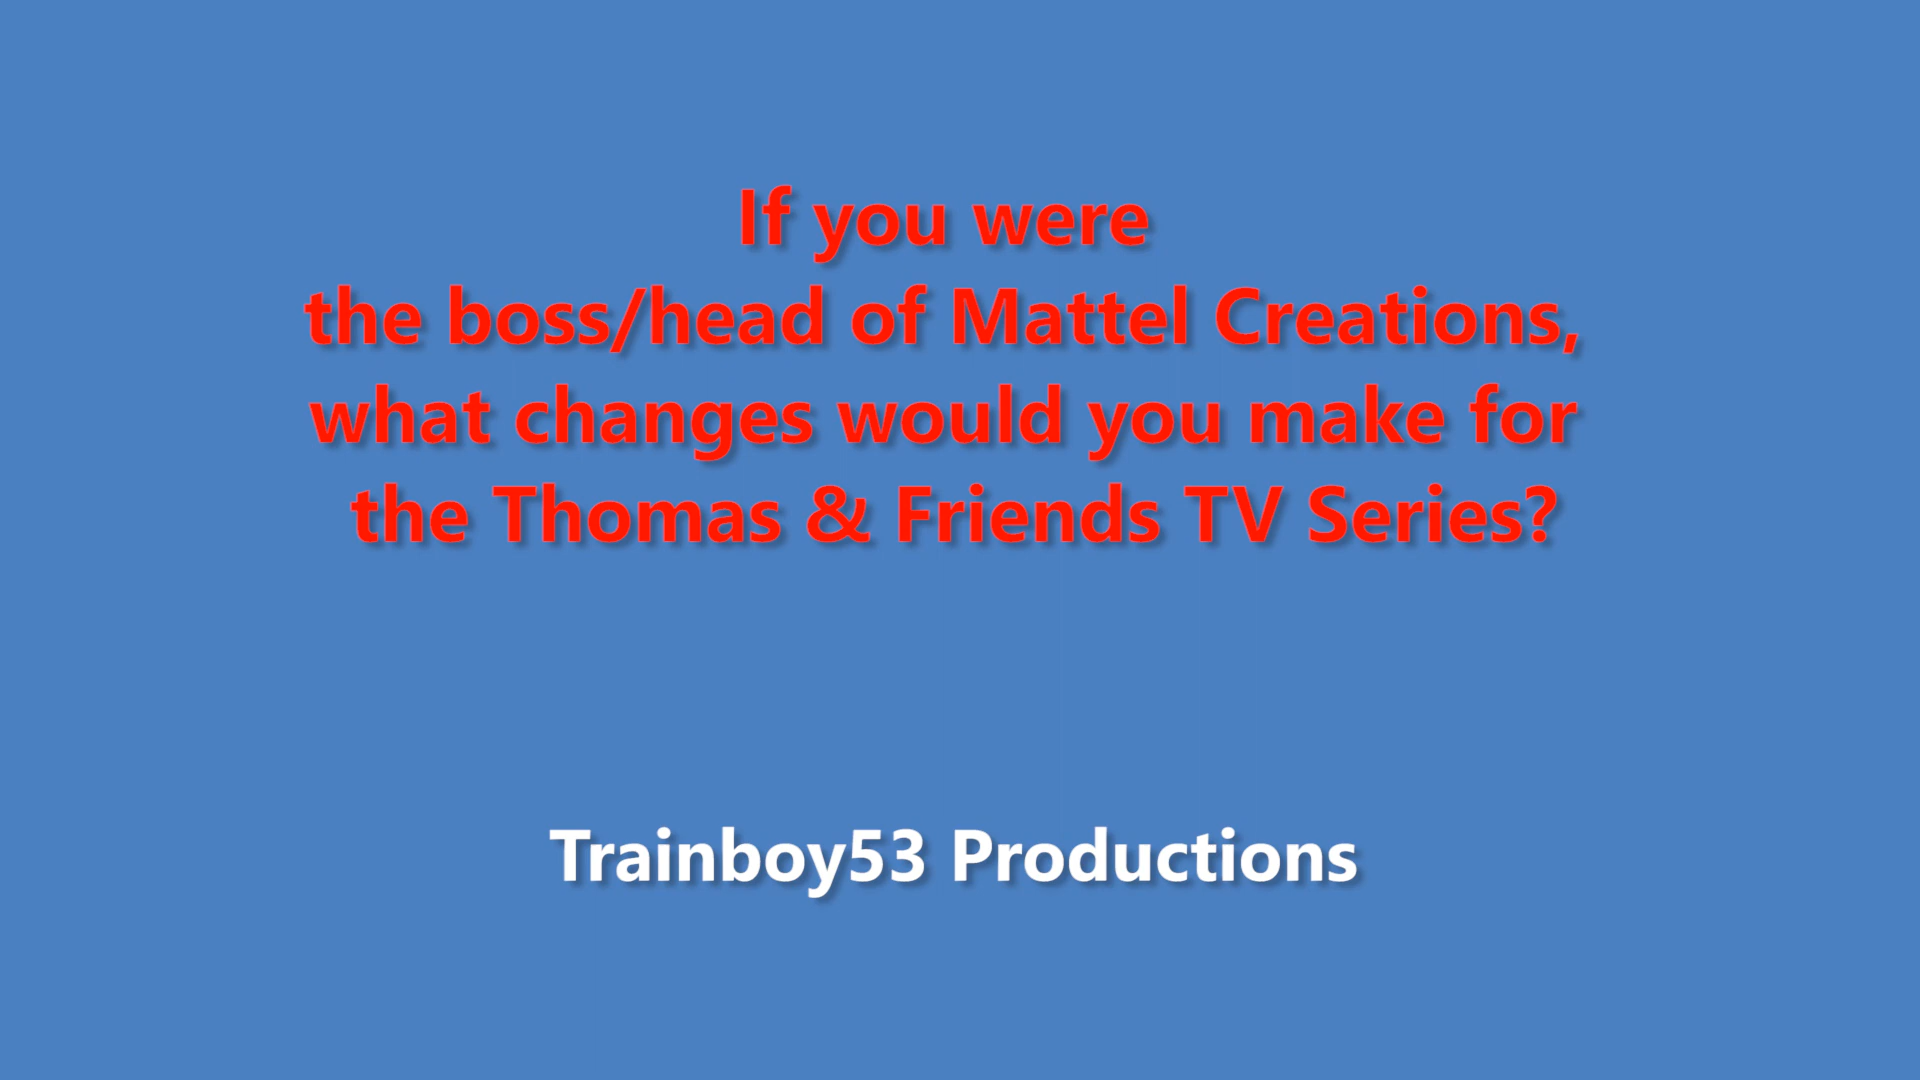 If you were
the boss/head of Mattel Creations,
what changes would you make for
the Thomas & Friends TV Series?
Trainboy53 Productions